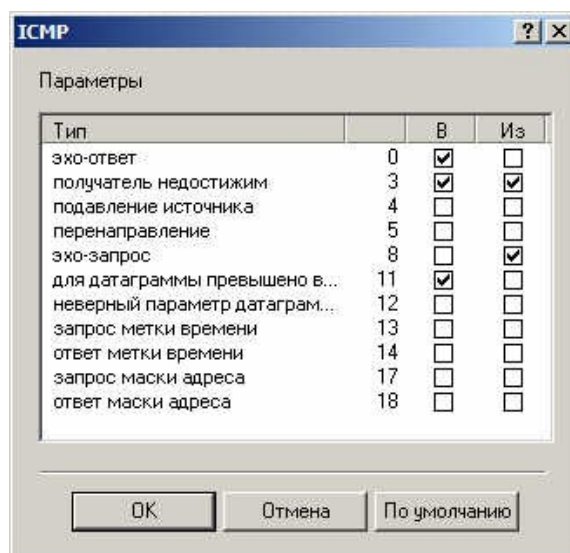 ICMP
Параметры
Тип В Из
эхо-ответ 0
получатель недостижим 3
подавление источника 4
перенаправление 5
эхо-запрос 8
для датаграммы превышено в... 11
неверный параметр датаграм... 12
запрос метки времени 13
ответ метки времени 14
запрос маски адреса 17
ответ маски адреса 18
OK Отмена По умолчанию